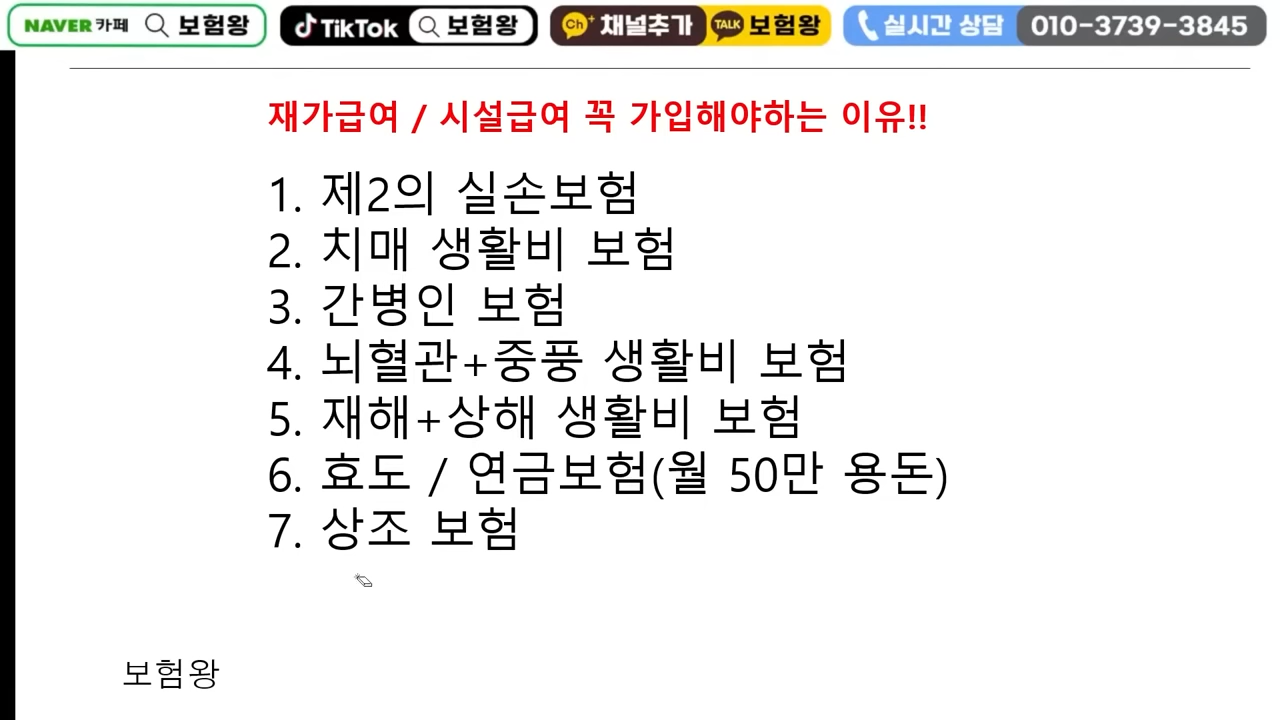 NAVER 카페 보험왕 TikTok 보험왕 Ch+ 채널추가 TALK 보험왕 실시간 상담 010-3739-3845
재가급여 / 시설급여 꼭 가입해야하는 이유!!
1. 제2의 실손보험
2. 치매 생활비 보험
3. 간병인 보험
4. 뇌혈관+중풍 생활비 보험
5. 재해+상해 생활비 보험
6. 효도 / 연금보험(월 50만 용돈)
7. 상조 보험
보험왕